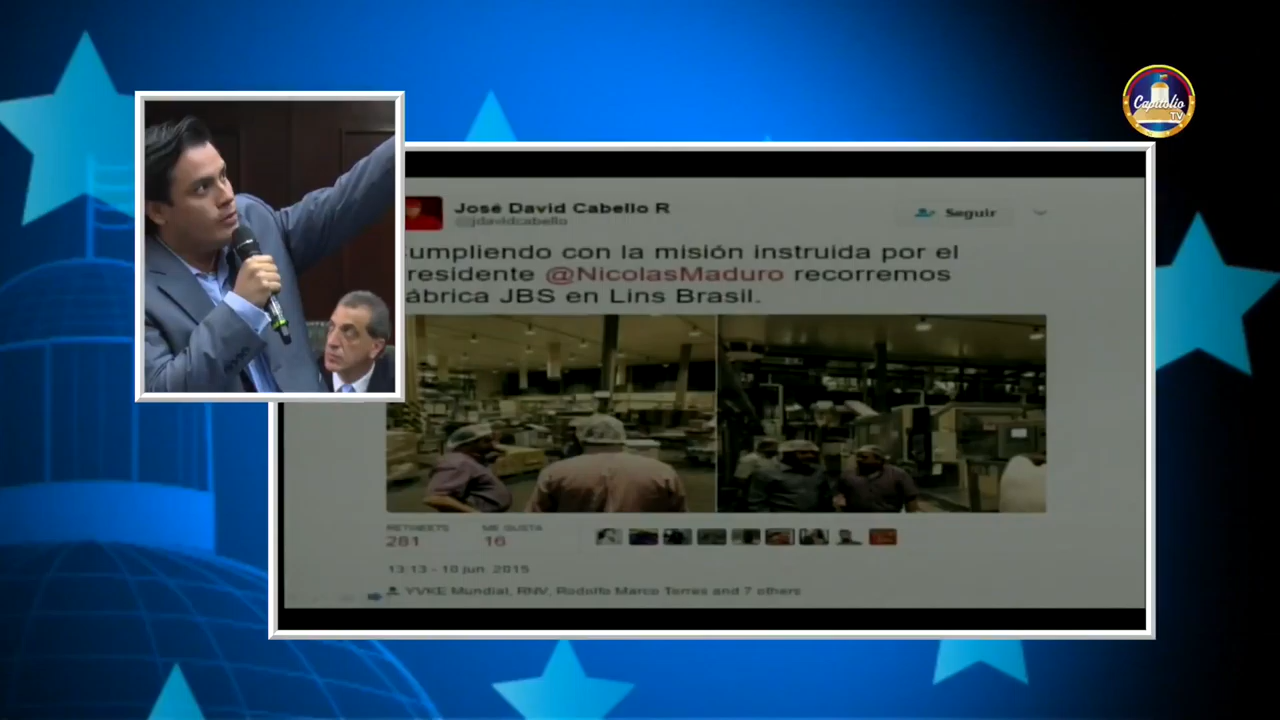 Capitolio
TV
José David Cabello R
@jdavidcabello
Seguir
umpliendo con la misión instruida por el
residente @NicolasMaduro recorremos
ábrica JBS en Lins Brasil.
RETWEETS
ME GUSTA
281
16
13:13 - 10 jun. 2015
YVKE Mundial, RNV, Rodolfo Marco Torres and 7 others